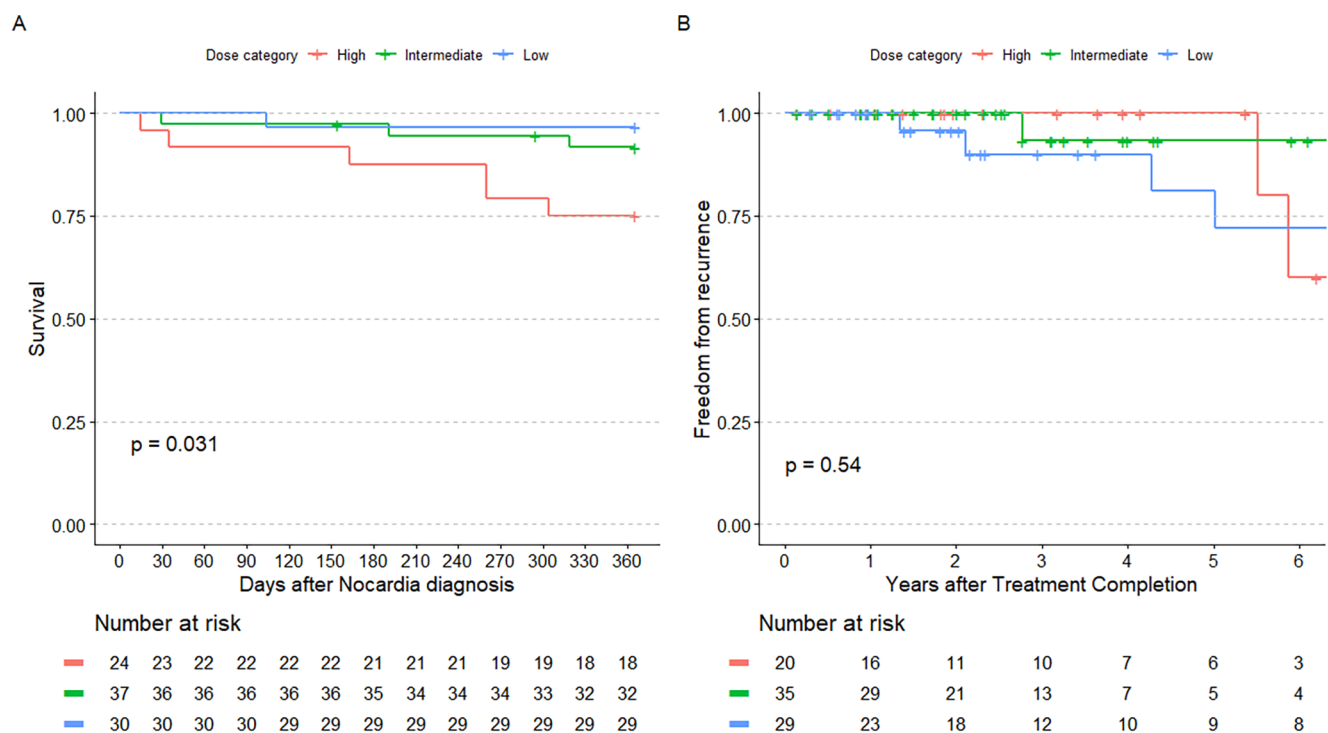 A
Dose category High Intermediate Low
1.00
0.75
0.50
0.25
0.00
Survival
p = 0.031
0 30 60 90 120 150 180 210 240 270 300 330 360
Days after Nocardia diagnosis
Number at risk
24 23 22 22 22 22 21 21 21 19 19 18 18
37 36 36 36 36 36 35 34 34 34 33 32 32
30 30 30 30 29 29 29 29 29 29 29 29 29
B
Dose category High Intermediate Low
1.00
0.75
0.50
0.25
0.00
Freedom from recurrence
p = 0.54
0 1 2 3 4 5 6
Years after Treatment Completion
Number at risk
20 16 11 10 7 6 3
35 29 21 13 7 5 4
29 23 18 12 10 9 8